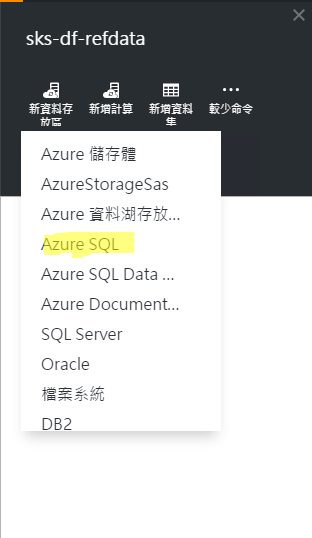 sks-df-refdata
新資料存放區
新增計算
新增資料集
較少命令
Azure 儲存體
AzureStorageSas
Azure 資料湖存放...
Azure SQL
Azure SQL Data ...
Azure Document...
SQL Server
Oracle
檔案系統
DB2